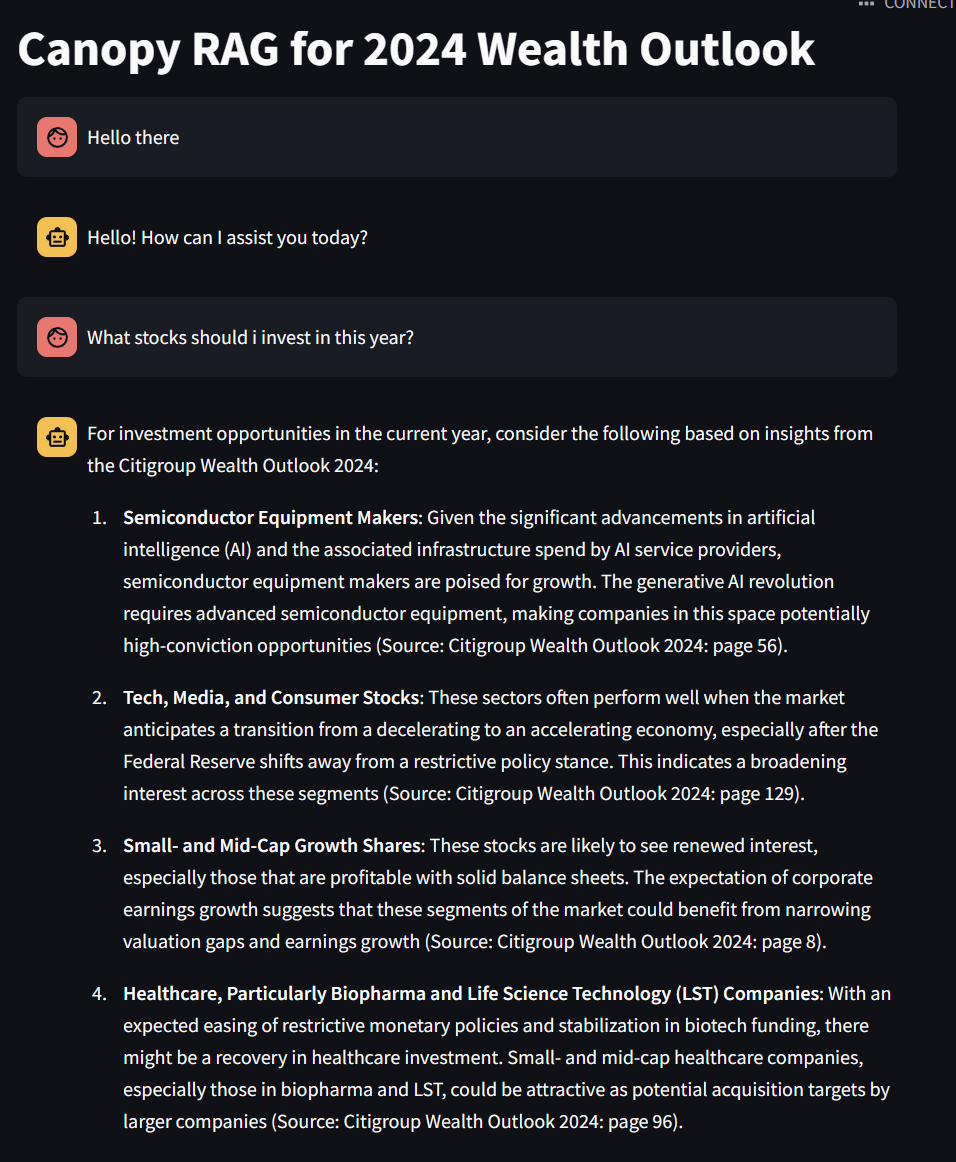 CONNECT
Canopy RAG for 2024 Wealth Outlook
Hello there
Hello! How can I assist you today?
What stocks should i invest in this year?
For investment opportunities in the current year, consider the following based on insights from
the Citigroup Wealth Outlook 2024:
1. Semiconductor Equipment Makers: Given the significant advancements in artificial
intelligence (AI) and the associated infrastructure spend by AI service providers,
semiconductor equipment makers are poised for growth. The generative AI revolution
requires advanced semiconductor equipment, making companies in this space potentially
high-conviction opportunities (Source: Citigroup Wealth Outlook 2024: page 56).
2. Tech, Media, and Consumer Stocks: These sectors often perform well when the market
anticipates a transition from a decelerating to an accelerating economy, especially after the
Federal Reserve shifts away from a restrictive policy stance. This indicates a broadening
interest across these segments (Source: Citigroup Wealth Outlook 2024: page 129).
3. Small- and Mid-Cap Growth Shares: These stocks are likely to see renewed interest,
especially those that are profitable with solid balance sheets. The expectation of corporate
earnings growth suggests that these segments of the market could benefit from narrowing
valuation gaps and earnings growth (Source: Citigroup Wealth Outlook 2024: page 8).
4. Healthcare, Particularly Biopharma and Life Science Technology (LST) Companies: With an
expected easing of restrictive monetary policies and stabilization in biotech funding, there
might be a recovery in healthcare investment. Small- and mid-cap healthcare companies,
especially those in biopharma and LST, could be attractive as potential acquisition targets by
larger companies (Source: Citigroup Wealth Outlook 2024: page 96).